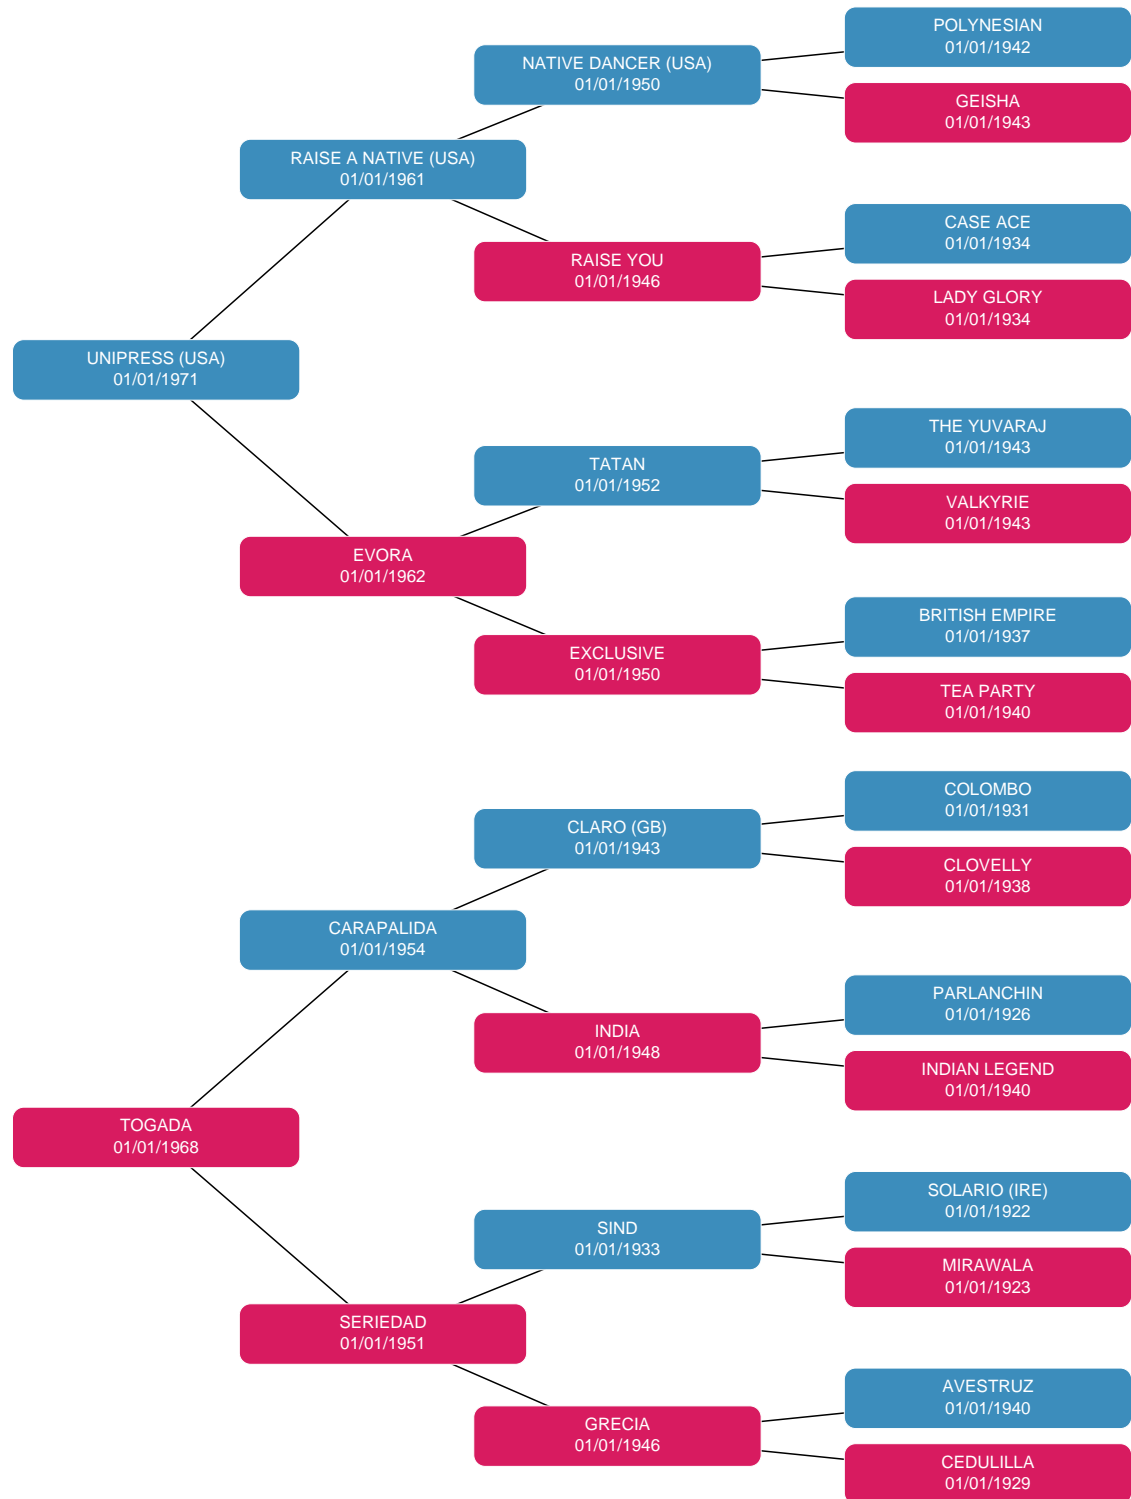 POLYNESIAN
01/01/1942
NATIVE DANCER (USA)
01/01/1950
GEISHA
01/01/1943
RAISE A NATIVE (USA)
01/01/1961
CASE ACE
01/01/1934
RAISE YOU
01/01/1946
LADY GLORY
01/01/1934
UNIPRESS (USA)
01/01/1971
THE YUVARAJ
01/01/1943
TATAN
01/01/1952
VALKYRIE
01/01/1943
EVORA
01/01/1962
BRITISH EMPIRE
01/01/1937
EXCLUSIVE
01/01/1950
TEA PARTY
01/01/1940
COLOMBO
01/01/1931
CLARO (GB)
01/01/1943
CLOVELLY
01/01/1938
CARAPALIDA
01/01/1954
PARLANCHIN
01/01/1926
INDIA
01/01/1948
INDIAN LEGEND
01/01/1940
TOGADA
01/01/1968
SOLARIO (IRE)
01/01/1922
SIND
01/01/1933
MIRAWALA
01/01/1923
SERIEDAD
01/01/1951
AVESTRUZ
01/01/1940
GRECIA
01/01/1946
CEDULILLA
01/01/1929